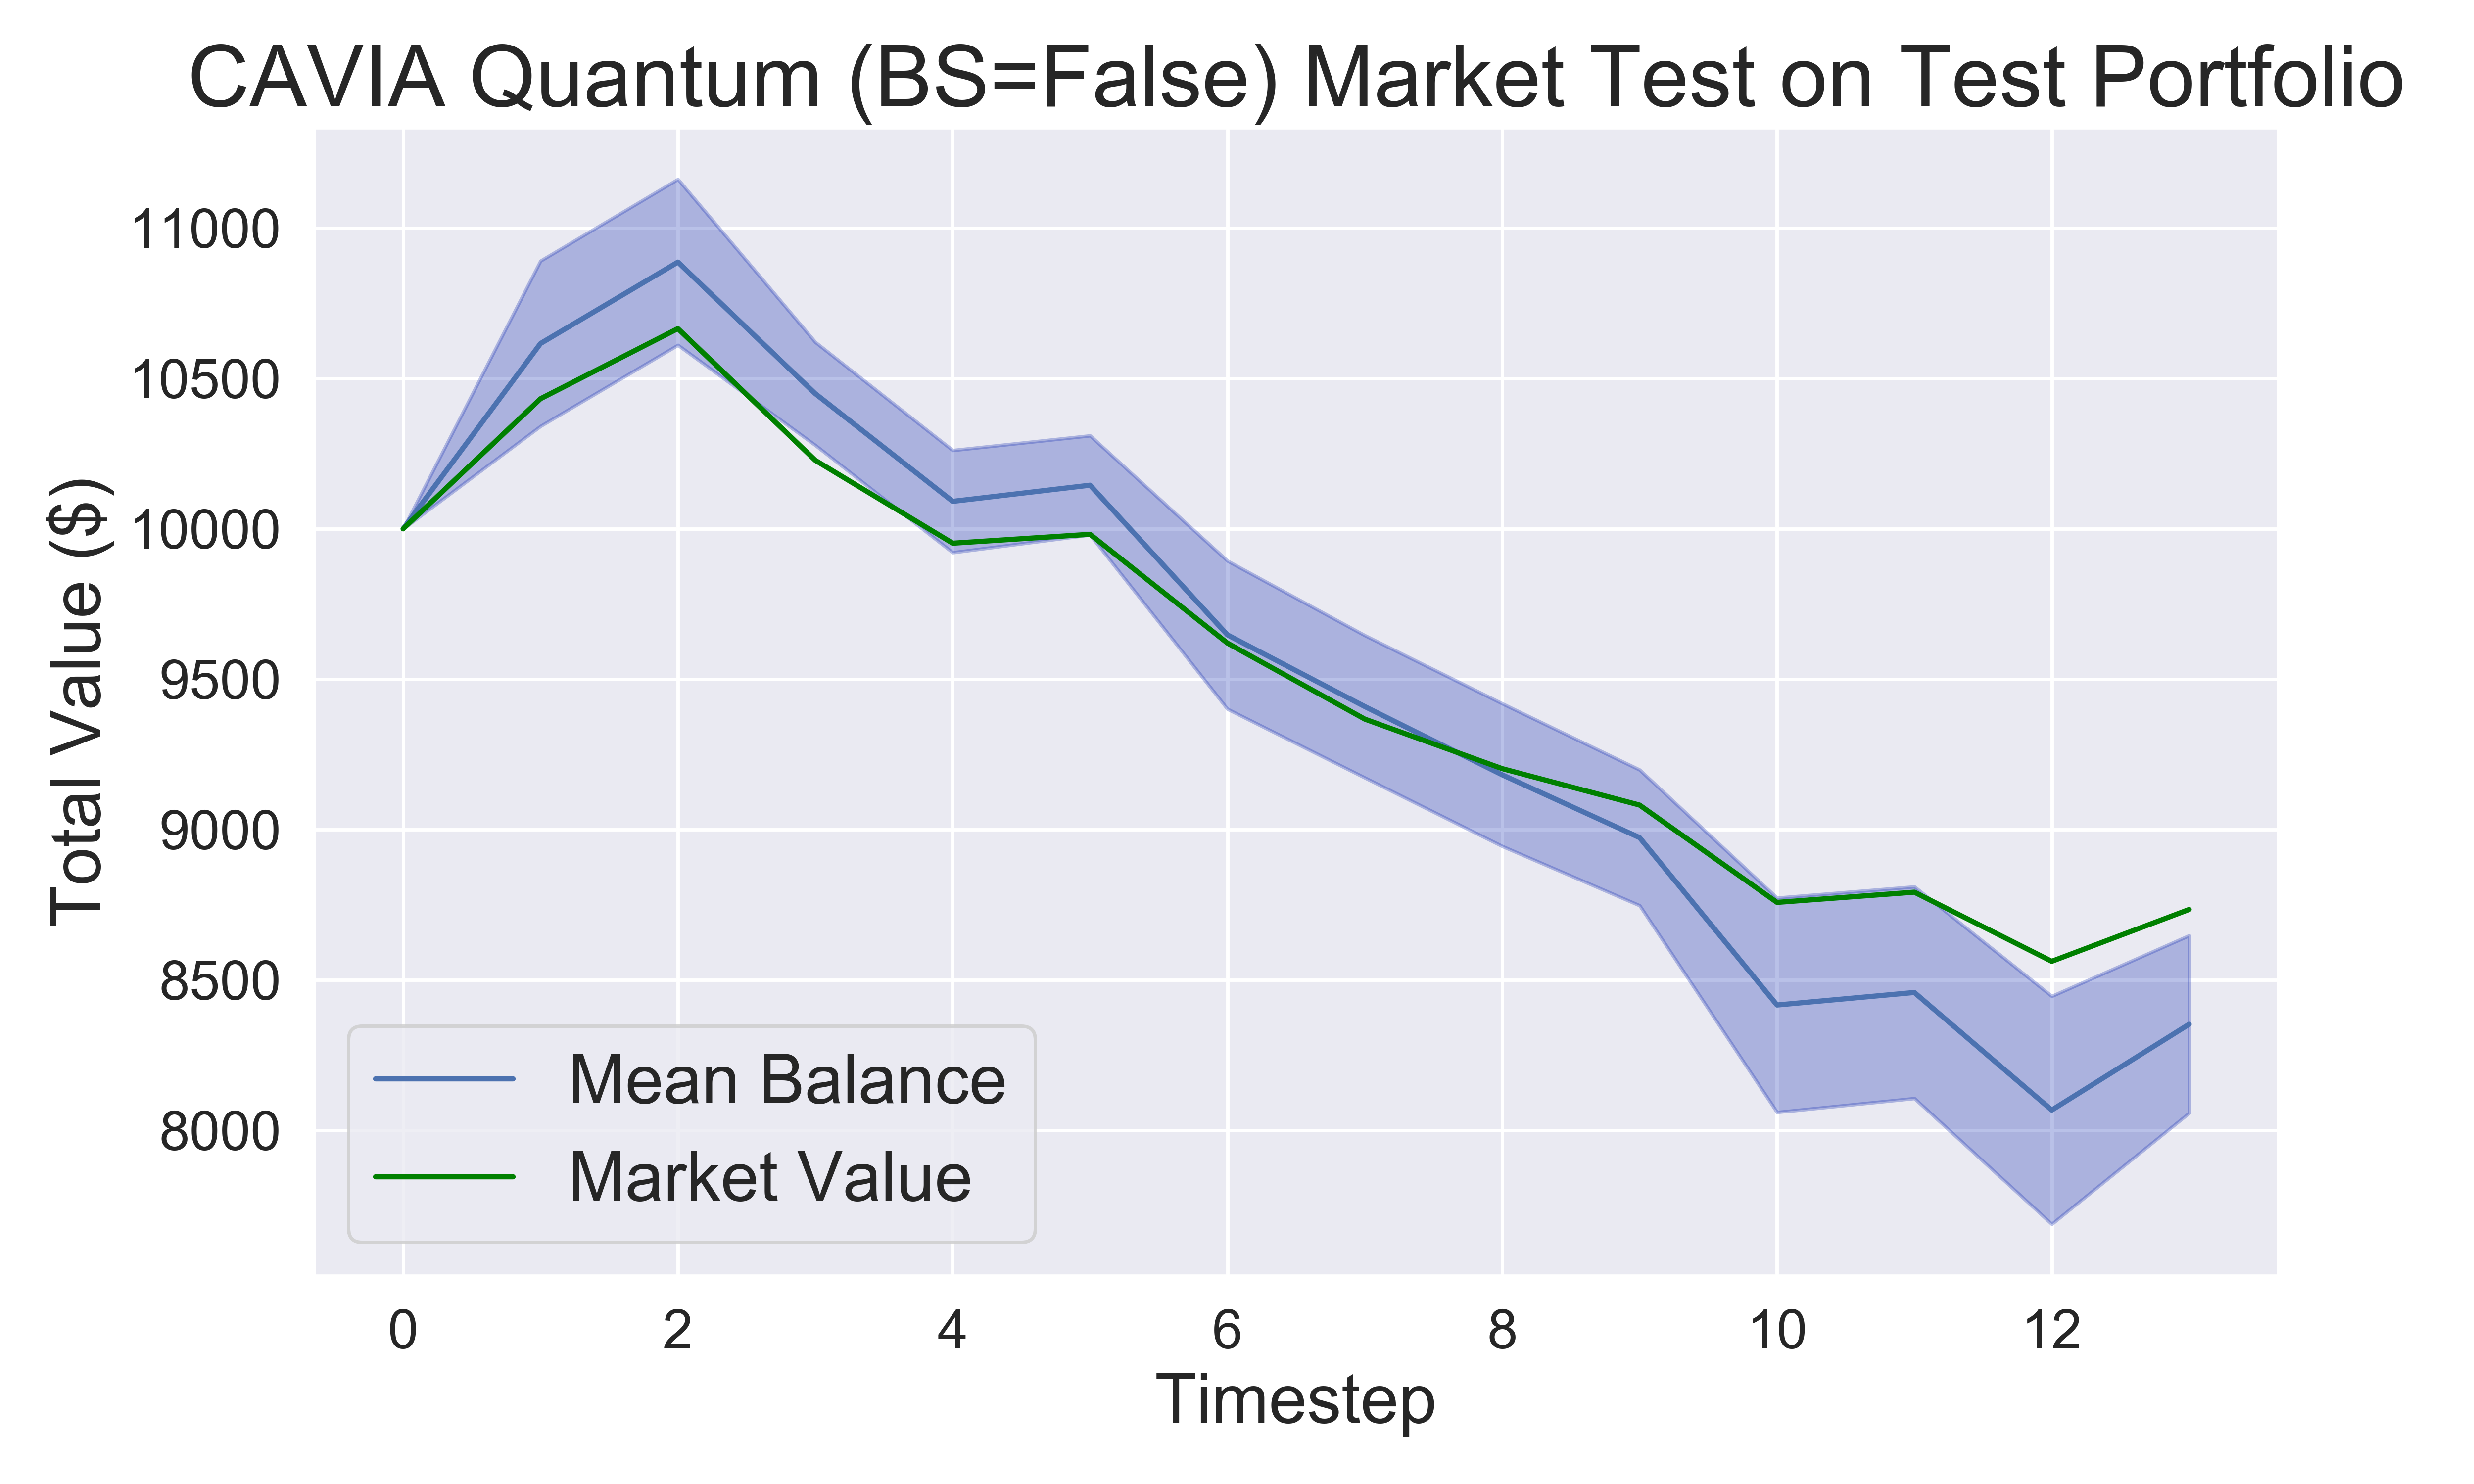 CAVIA Quantum (BS=False) Market Test on Test Portfolio
Total Value ($)
11000
10500
10000
9500
9000
8500
8000
Mean Balance
Market Value
0 2 4 6 8 10 12
Timestep